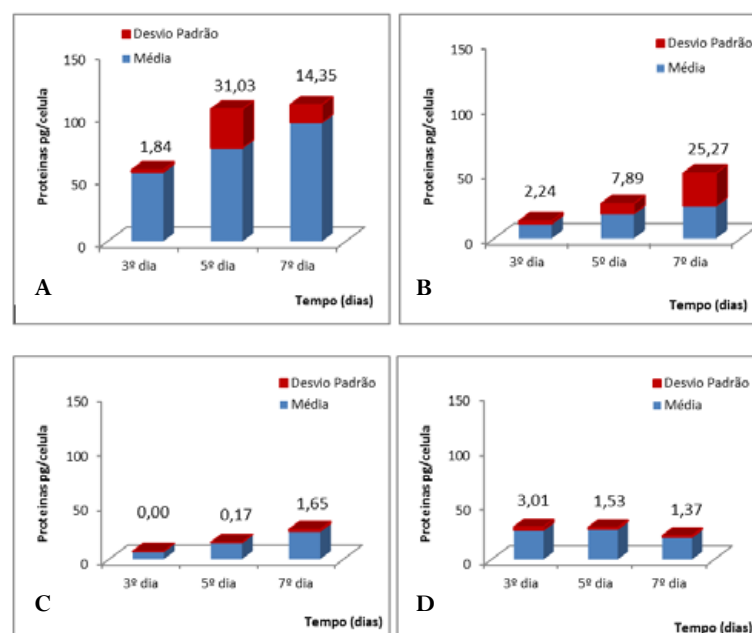 Desvio Padrão
Média
Proteinas pg/celula
150
100
50
0
1,84
31,03
14,35
3º dia
5º dia
7º dia
Tempo (dias)
A
Desvio Padrão
Média
Proteinas pg/celula
150
100
50
0
2,24
7,89
25,27
3º dia
5º dia
7º dia
Tempo (dias)
B
Desvio Padrão
Média
Proteinas pg/celula
150
100
50
0
0,00
0,17
1,65
3º dia
5º dia
7º dia
Tempo (dias)
C
Desvio Padrão
Média
Proteinas pg/celula
150
100
50
0
3,01
1,53
1,37
3º dia
5º dia
7º dia
Tempo (dias)
D